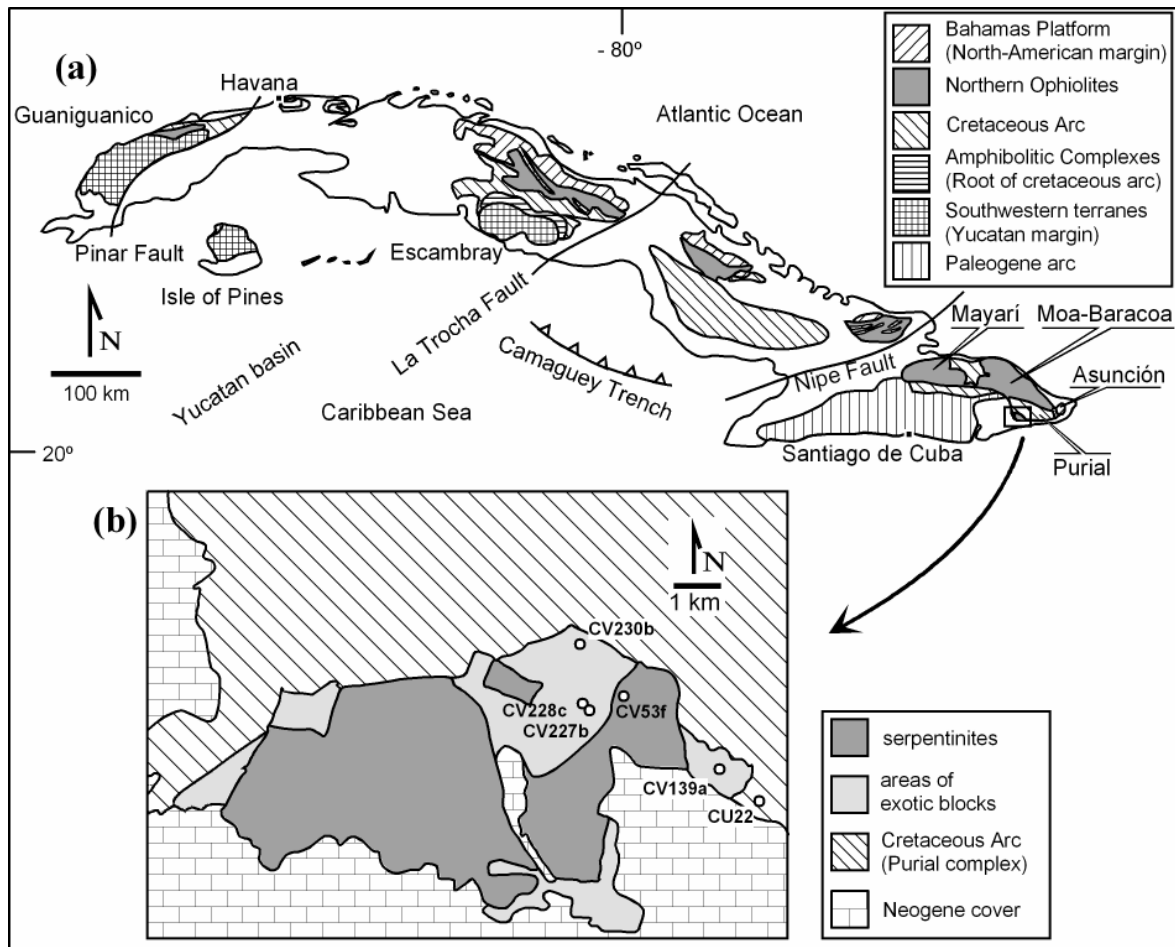 (a)
- 80º
Havana
Guaniguanico
Atlantic Ocean
Pinar Fault
Isle of Pines
Escambray
La Trocha Fault
Camaguey Trench
Yucatan basin
Caribbean Sea
Nipe Fault
N
100 km
20º
Mayarí
Moa-Baracoa
Asunción
Purial
Santiago de Cuba
Bahamas Platform
(North-American margin)
Northern Ophiolites
Cretaceous Arc
Amphibolitic Complexes
(Root of cretaceous arc)
Southwestern terranes
(Yucatan margin)
Paleogene arc
(b)
N
1 km
CV230b
CV228c
CV53f
CV227b
CV139a
CU22
serpentinites
areas of
exotic blocks
Cretaceous Arc
(Purial complex)
Neogene cover